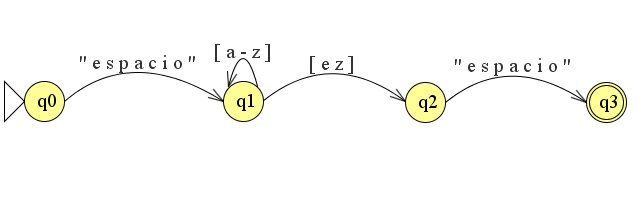 "espacio"
[a-z]
[ez]
"espacio"
q0
q1
q2
q3